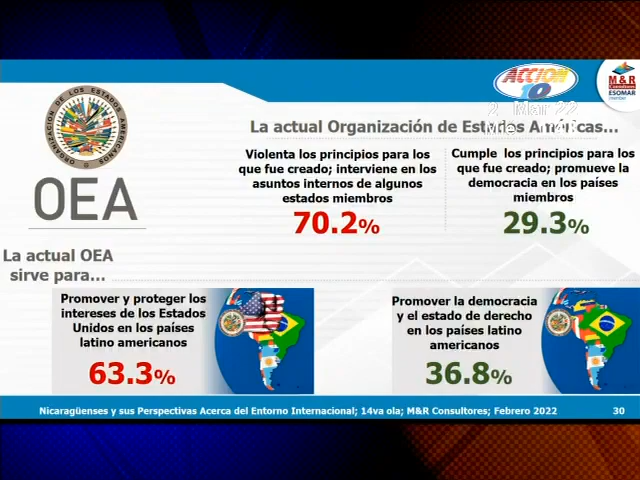 ACCION
10
M&R
Consultores
ESOMAR
2 Mar 22
ORGANIZACIÓN DE LOS ESTADOS AMERICANOS
OEA
La actual Organización de Estados Américas...
Violenta los principios para los
que fue creado; interviene en los
asuntos internos de algunos
estados miembros
70.2%
Cumple los principios para los
que fue creado; promueve la
democracia en los países
miembros
29.3%
La actual OEA
sirve para...
Promover y proteger los
intereses de los Estados
Unidos en los países
latino americanos
63.3%
Promover la democracia
y el estado de derecho
en los países latino
americanos
36.8%
Nicaragüenses y sus Perspectivas Acerca del Entorno Internacional; 14va ola; M&R Consultores; Febrero 2022
30